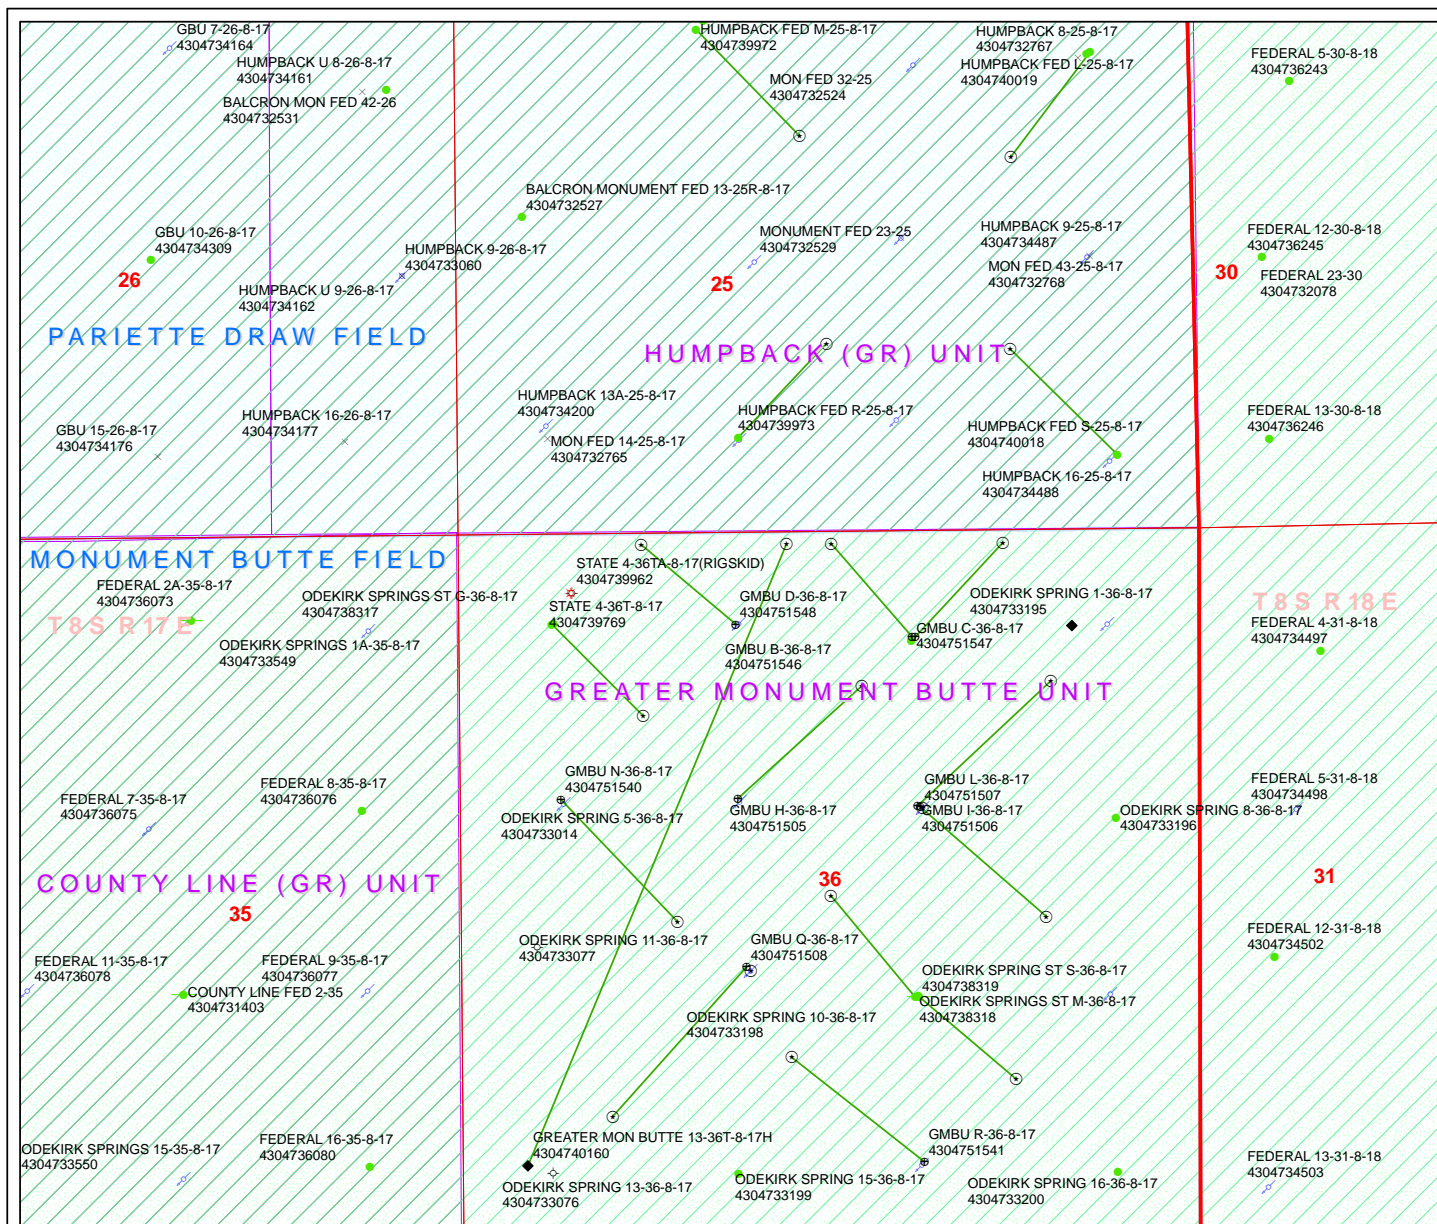 GBU 7-26-8-17
4304734164
HUMPBACK U 8-26-8-17
4304734161
BALCRON MON FED 42-26
4304732531
HUMPBACK FED M-25-8-17
4304739972
MON FED 32-25
4304732524
HUMPBACK 8-25-8-17
4304732767
HUMPBACK FED L-25-8-17
4304740019
FEDERAL 5-30-8-18
4304736243
BALCRON MONUMENT FED 13-25R-8-17
4304732527
GBU 10-26-8-17
4304734309
HUMPBACK 9-26-8-17
4304733060
MONUMENT FED 23-25
4304732529
HUMPBACK 9-25-8-17
4304734487
MON FED 43-25-8-17
4304732768
FEDERAL 12-30-8-18
4304736245
FEDERAL 23-30
4304732078
26
HUMPBACK U 9-26-8-17
4304734162
25
30
PARIETTE DRAW FIELD
HUMPBACK (GR) UNIT
GBU 15-26-8-17
4304734176
HUMPBACK 16-26-8-17
4304734177
HUMPBACK 13A-25-8-17
4304734200
MON FED 14-25-8-17
4304732765
HUMPBACK FED R-25-8-17
4304739973
HUMPBACK FED S-25-8-17
4304740018
HUMPBACK 16-25-8-17
4304734488
FEDERAL 13-30-8-18
4304736246
MONUMENT BUTTE FIELD
FEDERAL 2A-35-8-17
4304736073
T8S R17E
ODEKIRK SPRINGS ST G-36-8-17
4304738317
ODEKIRK SPRINGS 1A-35-8-17
4304733549
STATE 4-36TA-8-17(RIGSKID)
4304739962
STATE 4-36T-8-17
4304739769
GMBU D-36-8-17
4304751548
GMBU B-36-8-17
4304751546
GMBU C-36-8-17
4304751547
ODEKIRK SPRING 1-36-8-17
4304733195
T8S R18E
FEDERAL 4-31-8-18
4304734497
GREATER MONUMENT BUTTE UNIT
FEDERAL 7-35-8-17
4304736075
FEDERAL 8-35-8-17
4304736076
GMBU N-36-8-17
4304751540
ODEKIRK SPRING 5-36-8-17
4304733014
GMBU H-36-8-17
4304751505
GMBU L-36-8-17
4304751507
GMBU I-36-8-17
4304751506
ODEKIRK SPRING 8-36-8-17
4304733196
FEDERAL 5-31-8-18
4304734498
COUNTY LINE (GR) UNIT
35
36
31
FEDERAL 11-35-8-17
4304736078
FEDERAL 9-35-8-17
4304736077
COUNTY LINE FED 2-35
4304731403
ODEKIRK SPRING 11-36-8-17
4304733077
GMBU Q-36-8-17
4304751508
ODEKIRK SPRING 10-36-8-17
4304733198
ODEKIRK SPRING ST S-36-8-17
4304738319
ODEKIRK SPRINGS ST M-36-8-17
4304738318
FEDERAL 12-31-8-18
4304734502
ODEKIRK SPRINGS 15-35-8-17
4304733550
FEDERAL 16-35-8-17
4304736080
GREATER MON BUTTE 13-36T-8-17H
4304740160
ODEKIRK SPRING 13-36-8-17
4304733076
ODEKIRK SPRING 15-36-8-17
4304733199
GMBU R-36-8-17
4304751541
ODEKIRK SPRING 16-36-8-17
4304733200
FEDERAL 13-31-8-18
4304734503